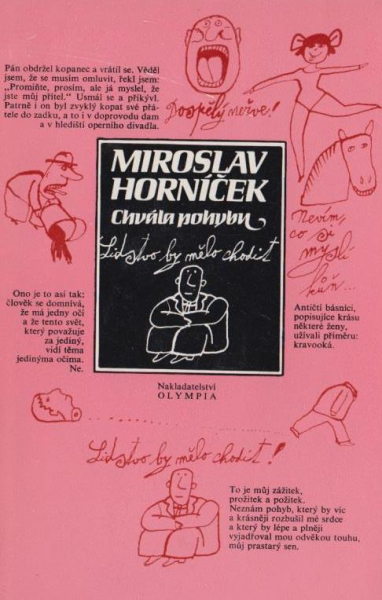 Pán obdržel kopanec a vrátil se. Věděl
jsem, že se musím omluvit, řekl jsem:
„Promiňte, prosím, ale já myslel, že
jste můj přítel.” Usmál se a přikývl.
Patrně i on byl zvyklý kopat své přá-
tele do zadku, a to i v doprovodu dam
a v hledišti operního divadla.
Dospělý neřve!
MIROSLAV
HORNÍČEK
Chvála pohybu
Lidstvo by mělo chodit
Nevím,
co si
myslí
kůň...
Ono je to asi tak:
člověk se domnívá,
že má jedny oči
a že tento svět,
který považuje
za jediný,
vidí těma
jedinýma očima.
Ne.
Antičtí básníci,
popisujíce krásu
některé ženy,
užívali příměru:
kravooká.
Nakladatelství
OLYMPIA
Lidstvo by mělo chodit!
To je můj zážitek,
prožitek a požitek.
Neznám pohyb, který by víc
a krásněji rozbušil mé srdce
a který by lépe a plněji
vyjadřoval mou odvěkou touhu,
můj prastarý sen.